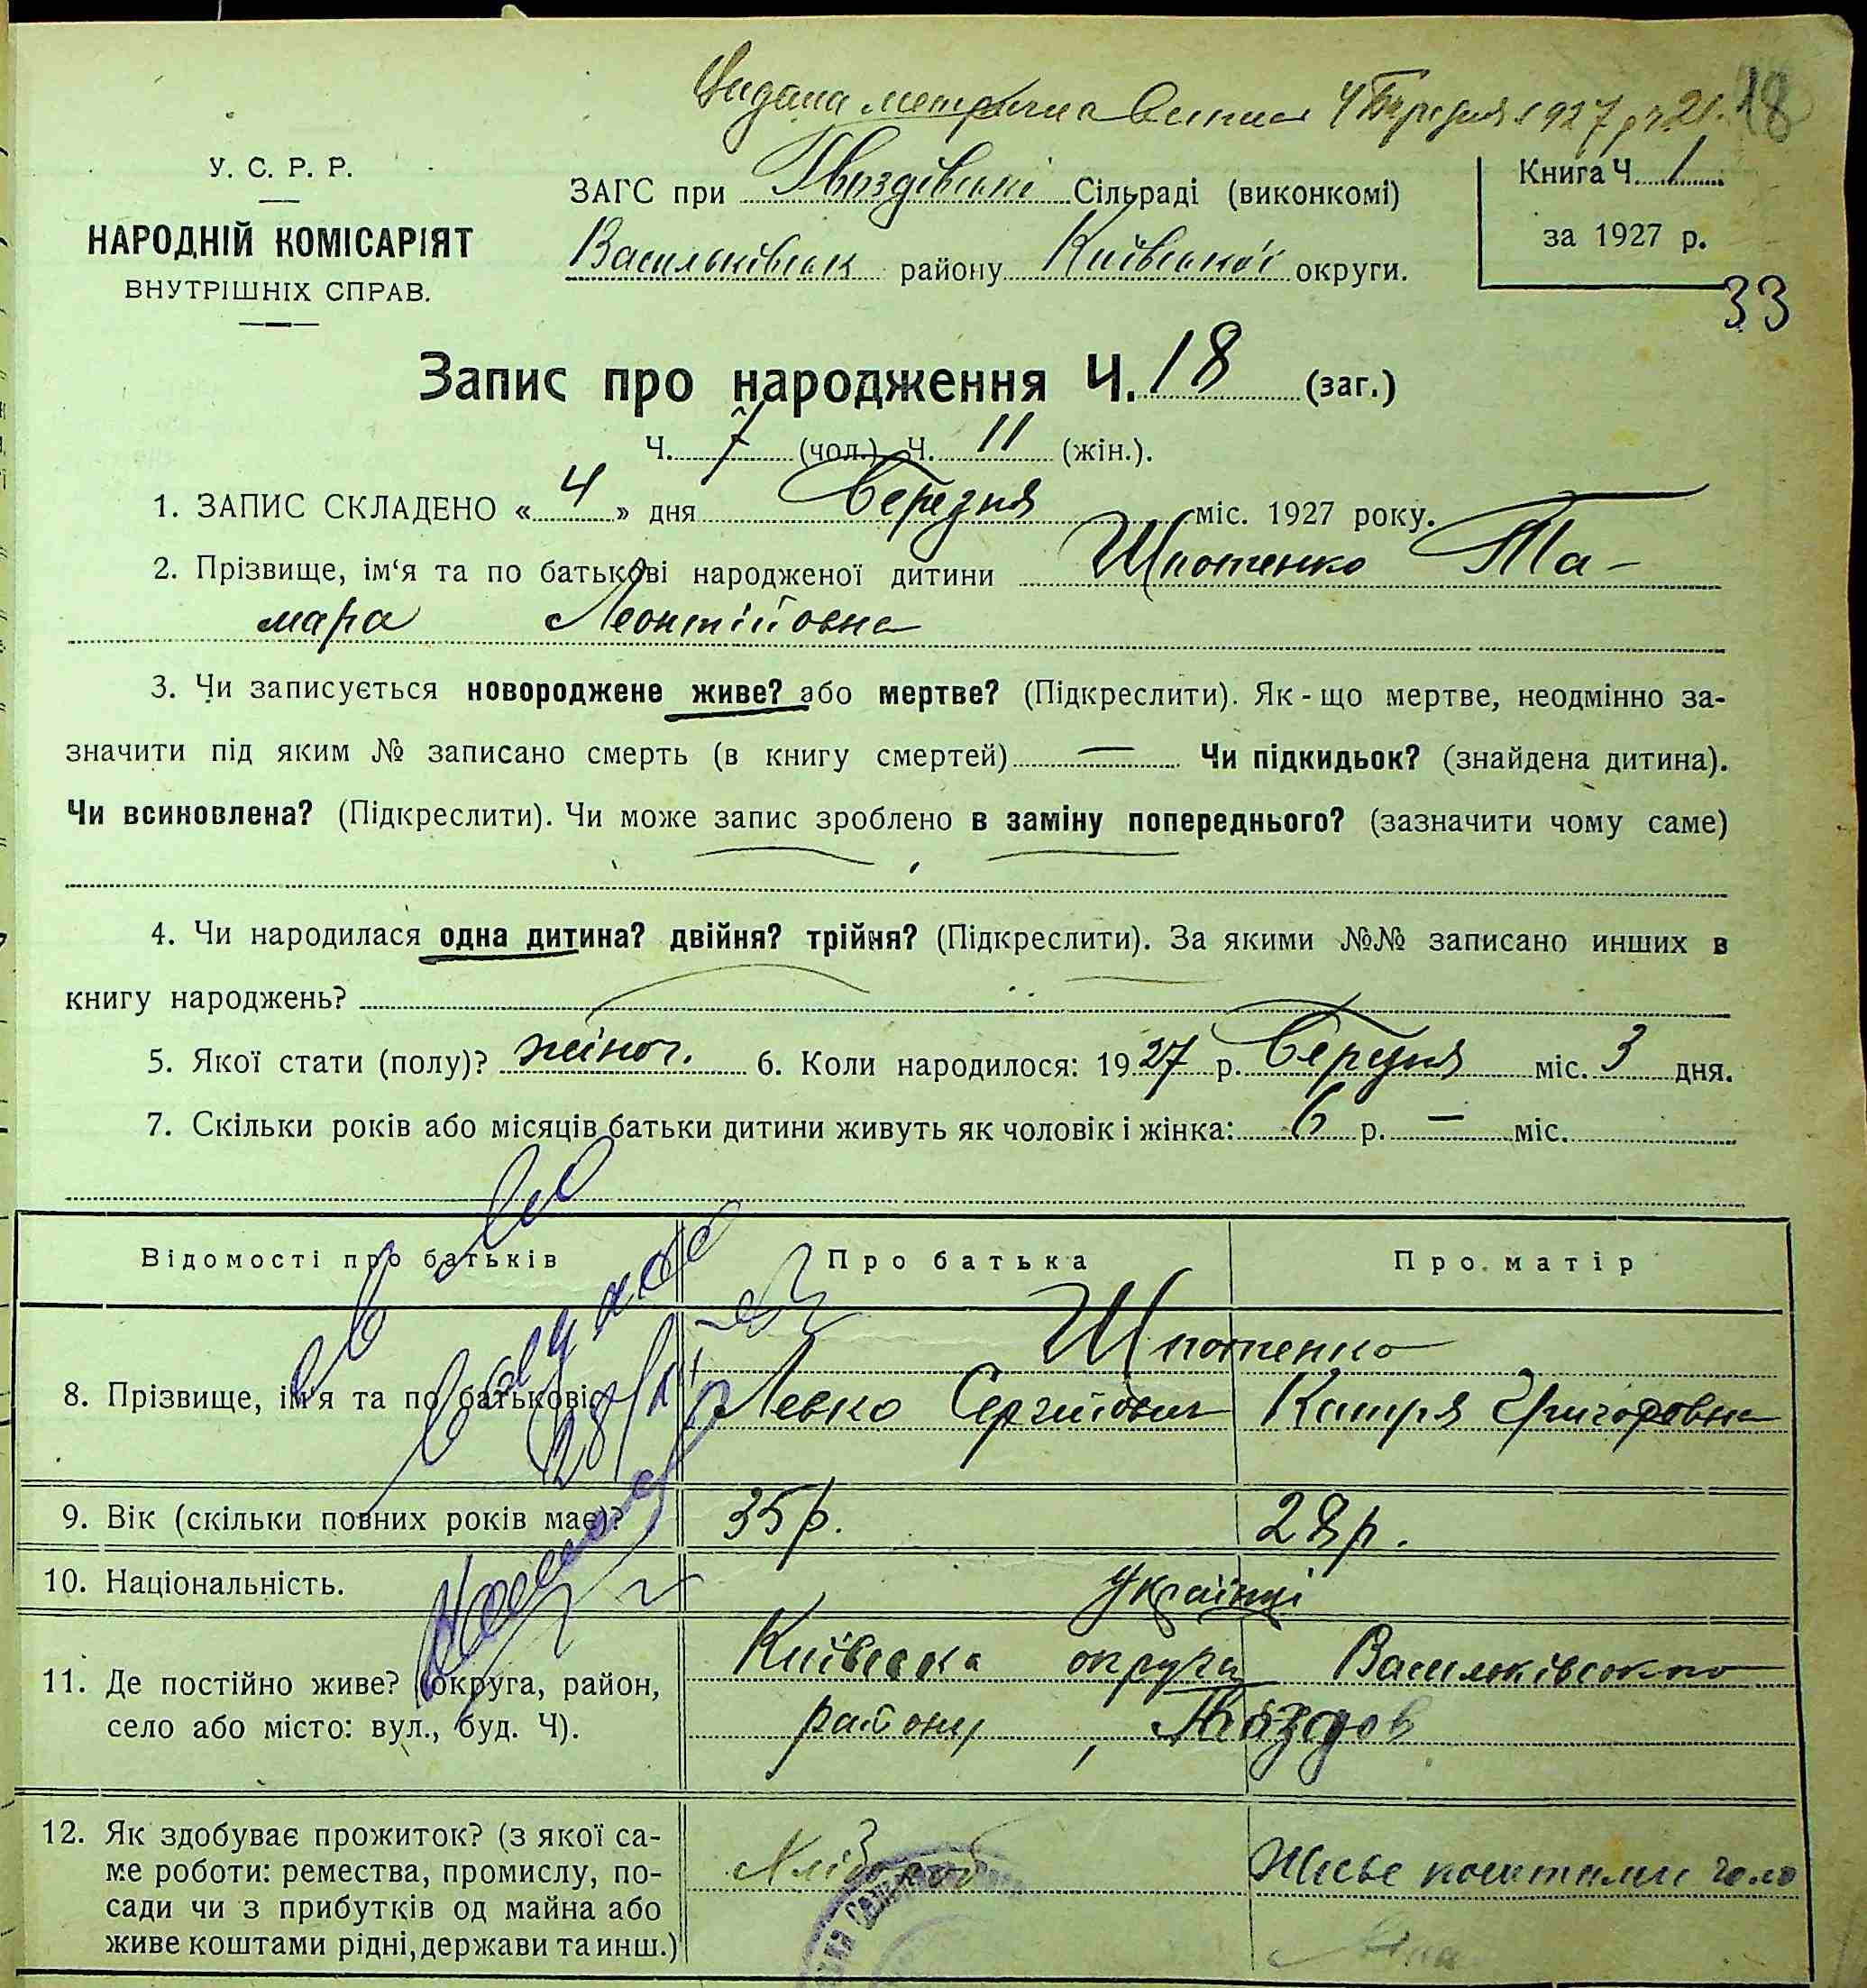 Видана метрична виписка 4 Березня 1927 р. 18
У. С. Р. Р.
НАРОДНІЙ КОМІСАРІЯТ
ВНУТРІШНІХ СПРАВ.
ЗАГС при Гвоздівські Сільраді (виконкомі)
Васильківськ району Київської округи.
Книга Ч. 1
за 1927 р.
33
Запис про народження Ч. 18 (заг.)
Ч. 7 (чол.) Ч. 11 (жін.).
1. ЗАПИС СКЛАДЕНО « 4 » дня Березня міс. 1927 року.
2. Прізвище, ім‘я та по батькові народженої дитини Шпотенко Та-
мара Леонтійовна
3. Чи записується новороджене живе? або мертве? (Підкреслити). Як-що мертве, неодмінно за-
значити під яким № записано смерть (в книгу смертей) — Чи підкидьок? (знайдена дитина).
Чи всиновлена? (Підкреслити). Чи може запис зроблено в заміну попереднього? (зазначити чому саме)
4. Чи народилася одна дитина? двійня? трійня? (Підкреслити). За якими №№ записано инших в
книгу народжень?
5. Якої стати (полу)? жіноч. 6. Коли народилося: 1927 р. Березня міс. 3 дня.
7. Скільки років або місяців батьки дитини живуть як чоловік і жінка: 6 р. — міс.
Відомості про батьків Про батька Про матір
Шпотенко
8. Прізвище, ім'я та по батькові Левко Сергійович Катря Григоровна
9. Вік (скільки повних років має)? 35 р. 28 р.
10. Національність. Українці
11. Де постійно живе? (округа, район, Київська округа Васильківського
село або місто: вул., буд. Ч). району, Гвоздов
12. Як здобуває прожиток? (з якої са- Хлібороб Живе коштами чоло
ме роботи: ремества, промислу, по-
сади чи з прибутків од майна або
живе коштами рідні, держави та инш.)